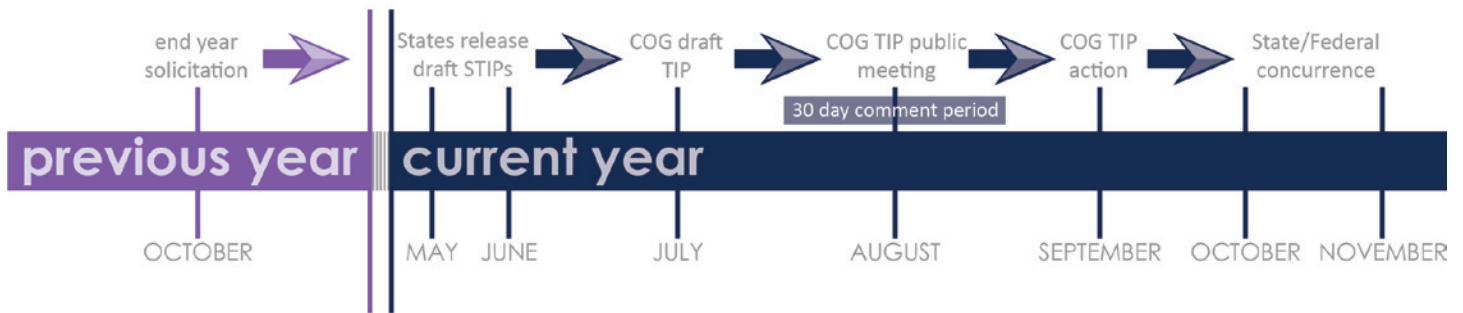 end year
solicitation
States release
draft STIPs
COG draft
TIP
COG TIP public
meeting
COG TIP
action
State/Federal
concurrence
30 day comment period
previous year
current year
OCTOBER
MAY
JUNE
JULY
AUGUST
SEPTEMBER
OCTOBER
NOVEMBER